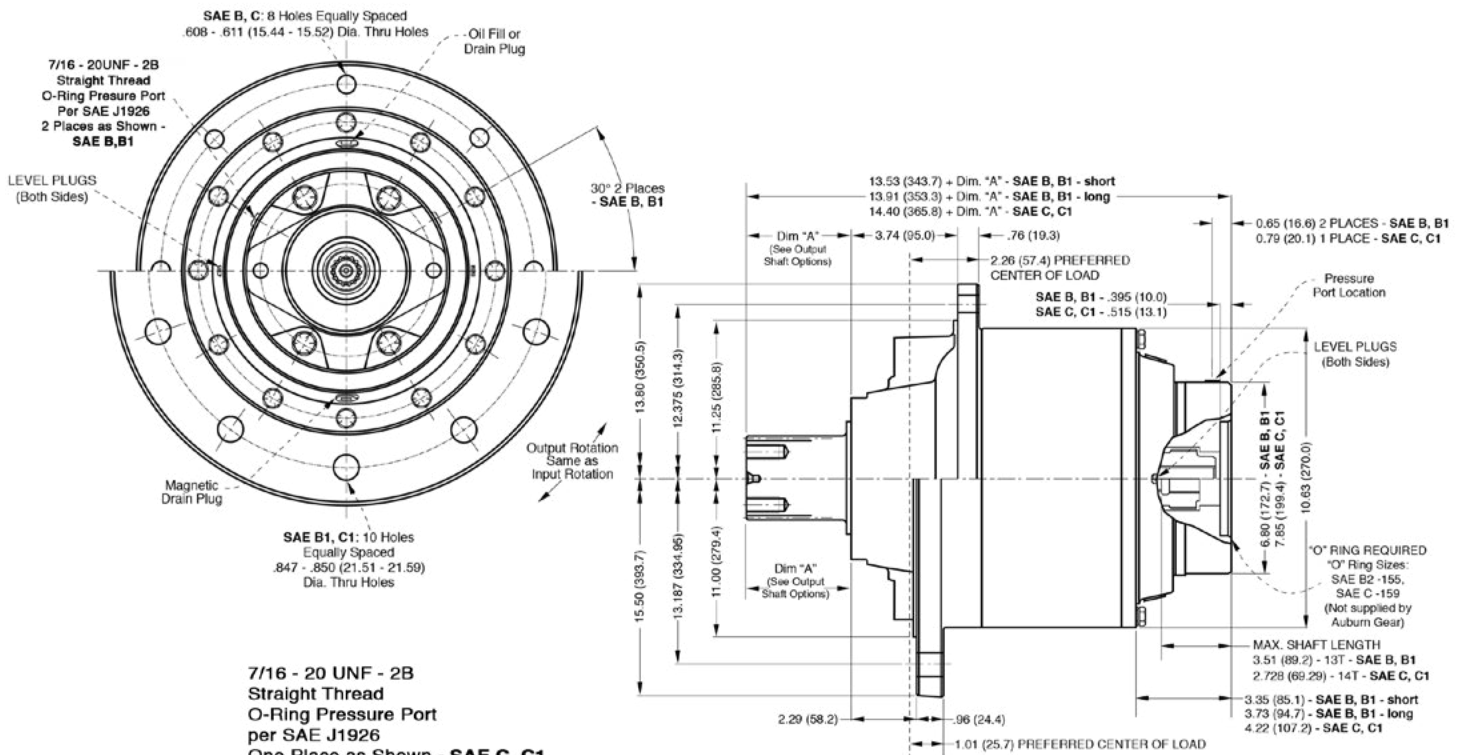 SAE B, C: 8 Holes Equally Spaced
.608 - .611 (15.44 - 15.52) Dia. Thru Holes
Oil Fill or
Drain Plug
7/16 - 20UNF - 2B
Straight Thread
O-Ring Presure Port
Per SAE J1926
2 Places as Shown -
SAE B,B1
LEVEL PLUGS
(Both Sides)
30° 2 Places
- SAE B, B1
Output Rotation
Same as
Input Rotation
Magnetic
Drain Plug
SAE B1, C1: 10 Holes
Equally Spaced
.847 - .850 (21.51 - 21.59)
Dia. Thru Holes
7/16 - 20 UNF - 2B
Straight Thread
O-Ring Pressure Port
per SAE J1926
One Place as Shown - SAE C, C1
13.53 (343.7) + Dim. "A" - SAE B, B1 - short
13.91 (353.3) + Dim. "A" - SAE B, B1 - long
14.40 (365.8) + Dim. "A" - SAE C, C1
Dim "A"
(See Output
Shaft Options)
3.74 (95.0)
.76 (19.3)
0.65 (16.6) 2 PLACES - SAE B, B1
0.79 (20.1) 1 PLACE - SAE C, C1
2.26 (57.4) PREFERRED
CENTER OF LOAD
SAE B, B1 - .395 (10.0)
SAE C, C1 - .515 (13.1)
Pressure
Port Location
LEVEL PLUGS
(Both Sides)
13.80 (350.5)
12.375 (314.3)
11.25 (285.8)
15.50 (393.7)
13.187 (334.95)
11.00 (279.4)
Dim "A"
(See Output
Shaft Options)
6.80 (172.7) - SAE B, B1
7.85 (199.4) - SAE C, C1
10.63 (270.0)
"O" RING REQUIRED
"O" Ring Sizes:
SAE B2 -155,
SAE C -159
(Not supplied by
Auburn Gear)
MAX. SHAFT LENGTH
3.51 (89.2) - 13T - SAE B, B1
2.728 (69.29) - 14T - SAE C, C1
3.35 (85.1) - SAE B, B1 - short
3.73 (94.7) - SAE B, B1 - long
4.22 (107.2) - SAE C, C1
2.29 (58.2)
.96 (24.4)
1.01 (25.7) PREFERRED CENTER OF LOAD